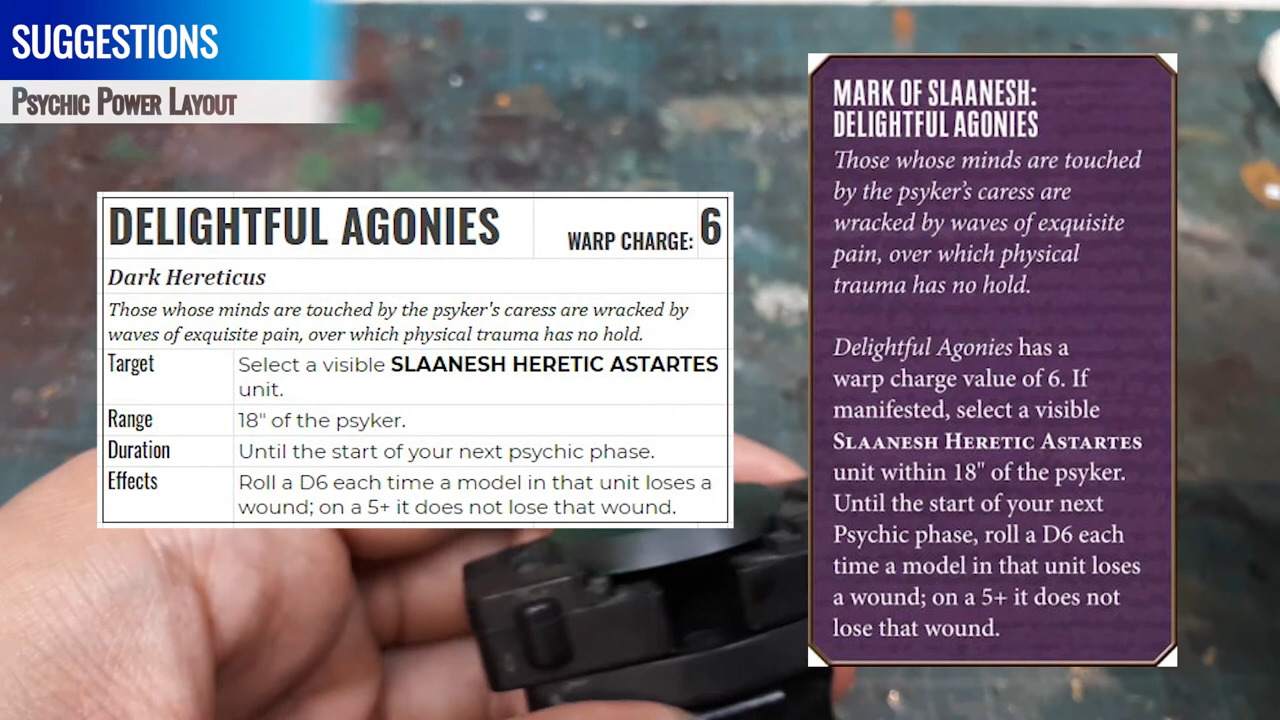 SUGGESTIONS
PSYCHIC POWER LAYOUT
DELIGHTFUL AGONIES
WARP CHARGE: 6
Dark Hereticus
Those whose minds are touched by the psyker's caress are wracked by
waves of exquisite pain, over which physical trauma has no hold.
Target
Select a visible SLAANESH HERETIC ASTARTES
unit.
Range
18" of the psyker.
Duration
Until the start of your next psychic phase.
Effects
Roll a D6 each time a model in that unit loses a
wound; on a 5+ it does not lose that wound.
MARK OF SLAANESH:
DELIGHTFUL AGONIES
Those whose minds are touched
by the psyker's caress are
wracked by waves of exquisite
pain, over which physical
trauma has no hold.
Delightful Agonies has a
warp charge value of 6. If
manifested, select a visible
SLAANESH HERETIC ASTARTES
unit within 18" of the psyker.
Until the start of your next
Psychic phase, roll a D6 each
time a model in that unit loses
a wound; on a 5+ it does not
lose that wound.